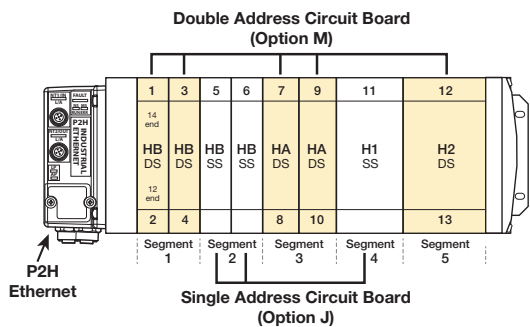 Double Address Circuit Board
(Option M)
1 3 5 6 7 9 11 12
14
end
HB HB HB HB HA HA H1 H2
DS DS SS SS DS DS SS DS
12
end
2 4 8 10 13
Segment Segment Segment Segment Segment
1 2 3 4 5
Single Address Circuit Board
(Option J)
P2H
Ethernet
FAULT
L/A
L/A
P2H
INDUSTRIAL
ETHERNET